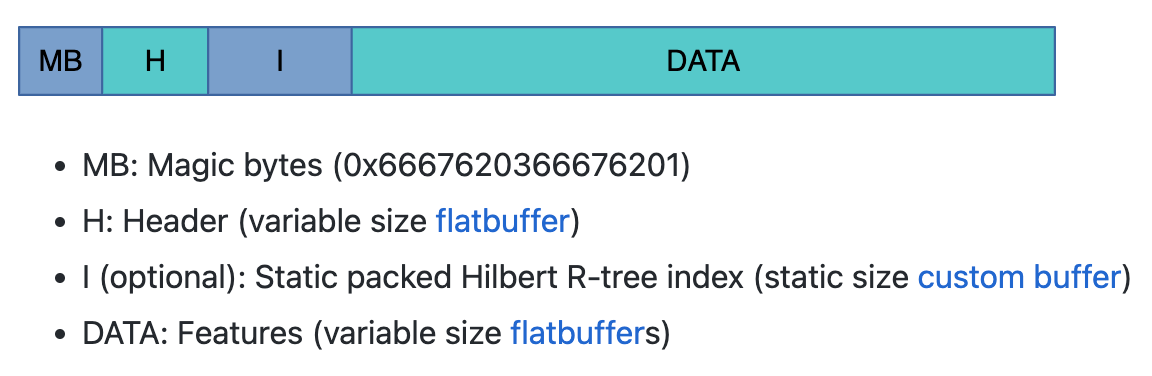 MB H I DATA
• MB: Magic bytes (0x6667620366676201)
• H: Header (variable size flatbuffer)
• I (optional): Static packed Hilbert R-tree index (static size custom buffer)
• DATA: Features (variable size flatbuffers)